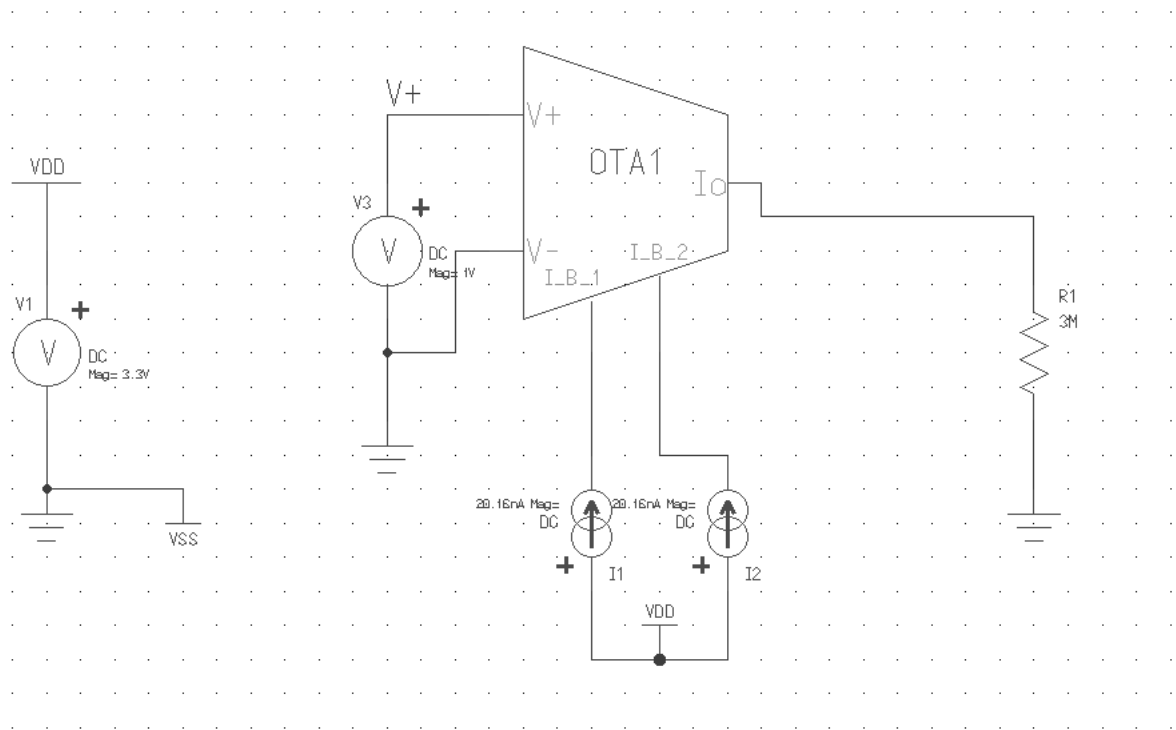 V+
V+
OTA1
VDD
Io
V3
DC
Mag= 1V
V
V-
I_B_2
I_B_1
V1
V
DC
Mag= 3.3V
R1
3M
20.16nA Mag=
DC
20.16nA Mag=
DC
VSS
I1
I2
VDD